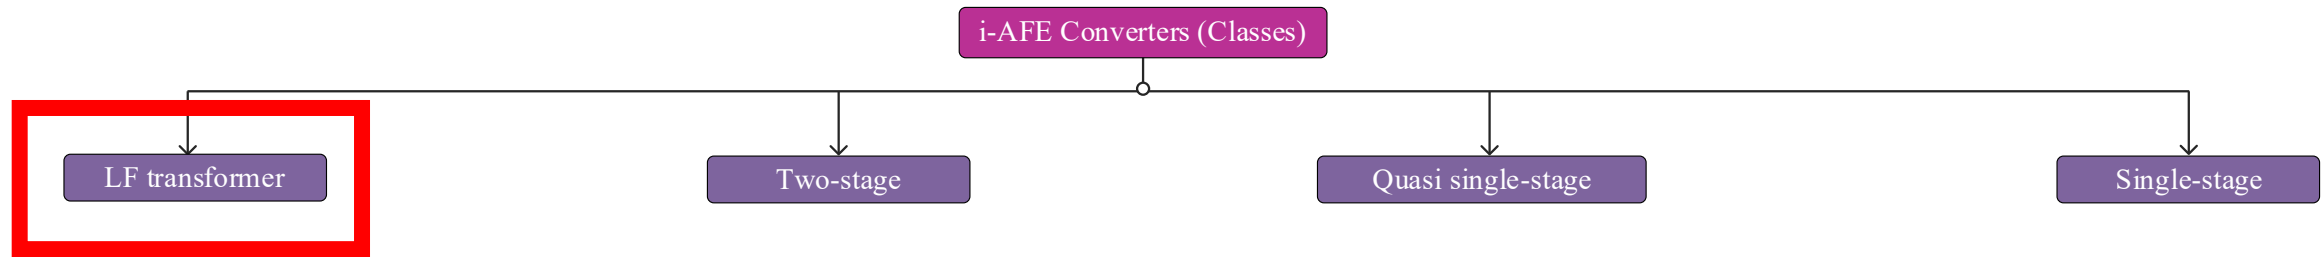 i-AFE Converters (Classes)
LF transformer
Two-stage
Quasi single-stage
Single-stage